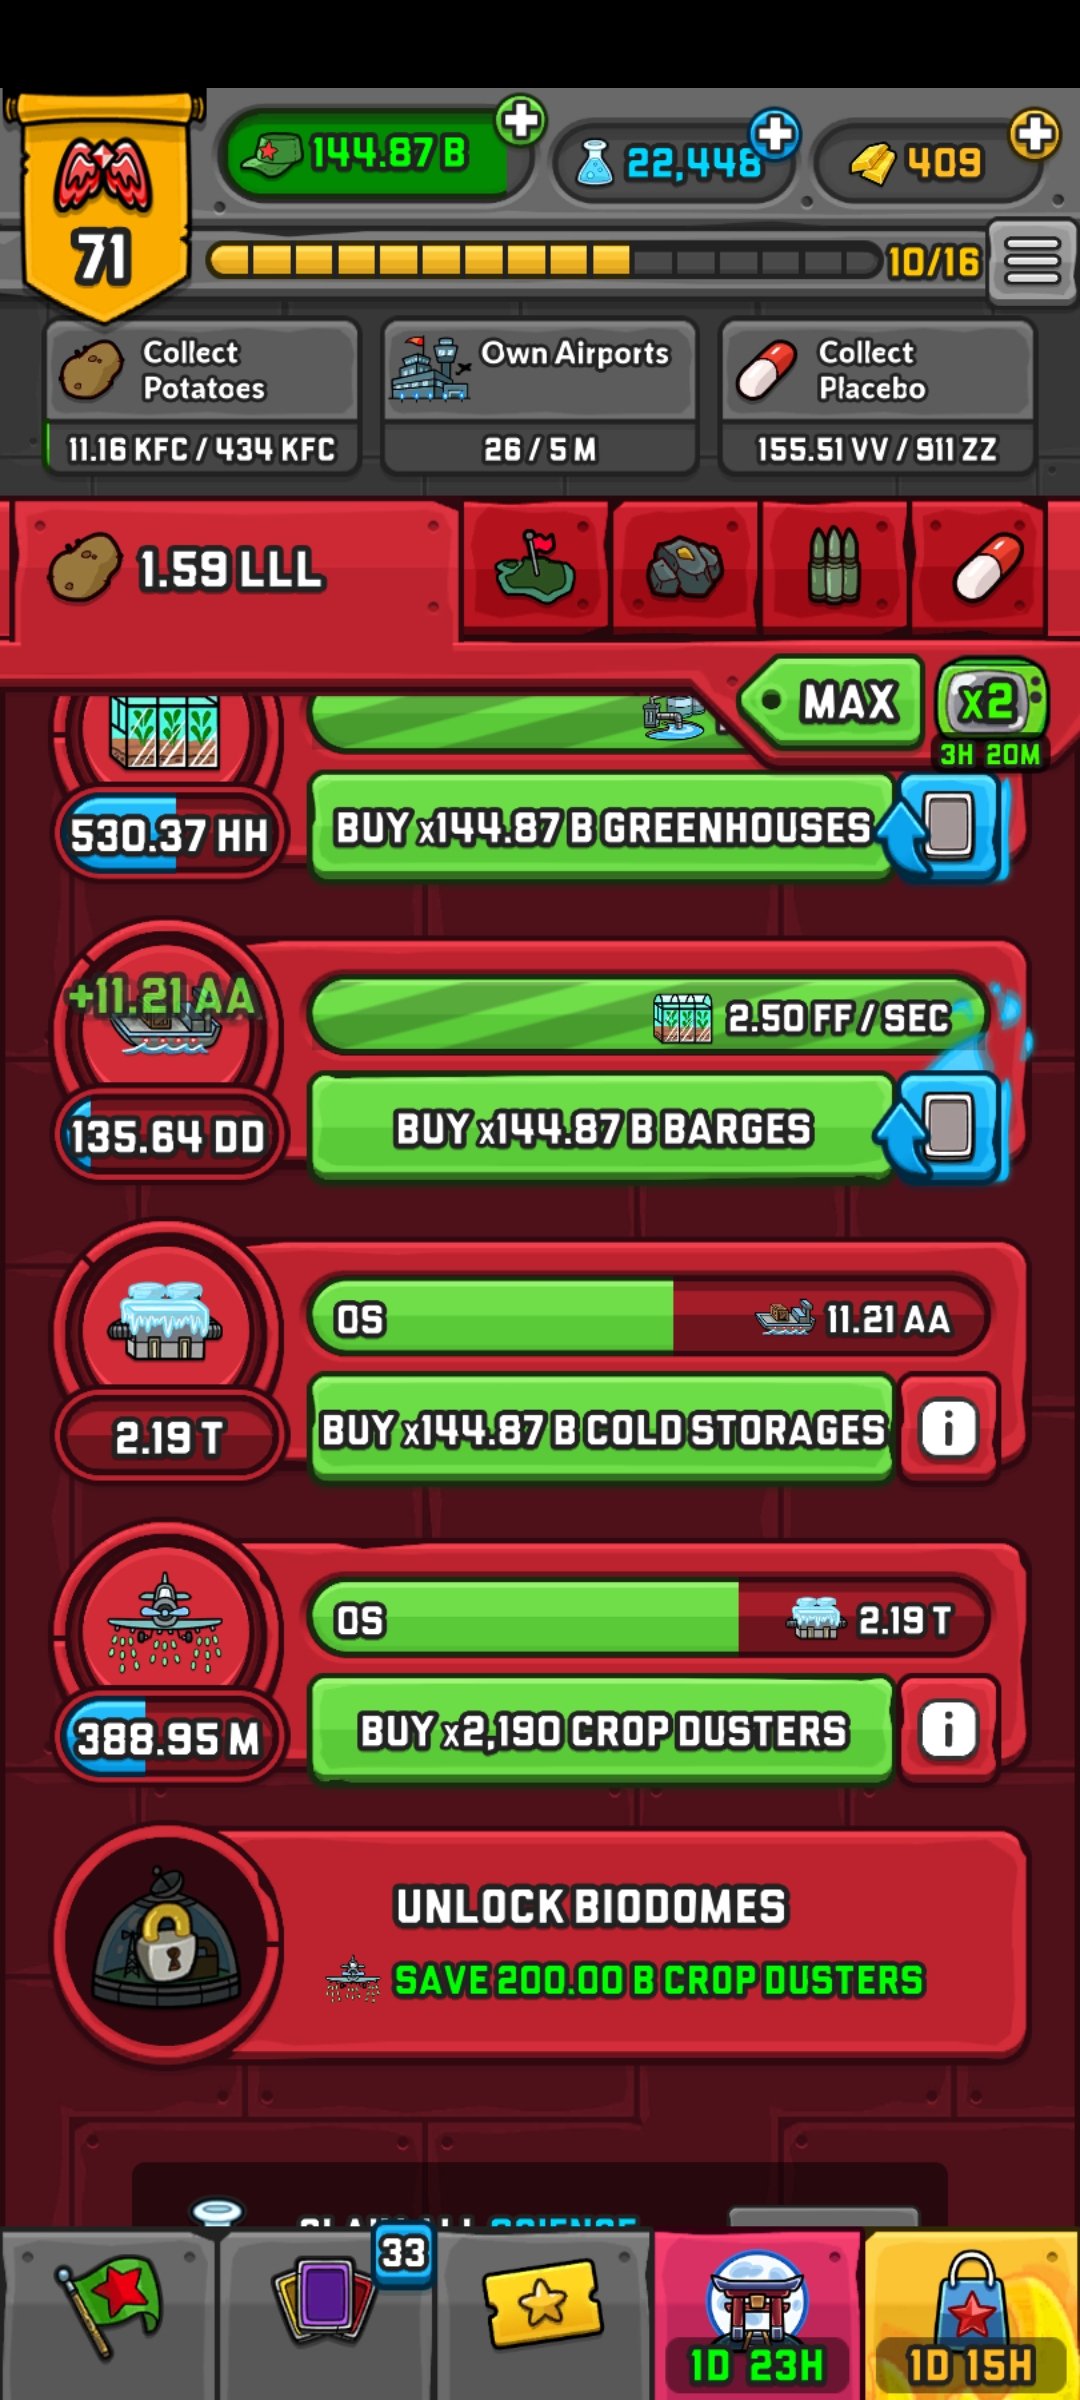 144.87 B
22,448
409
71
10/16
Collect
Potatoes
Own Airports
Collect
Placebo
11.16 KFC / 434 KFC
26 / 5 M
155.51 VV / 911 ZZ
1.59 LLL
MAX
x2
3H 20M
530.37 HH
BUY x144.87 B GREENHOUSES
+11.21 AA
2.50 FF / SEC
135.64 DD
BUY x144.87 B BARGES
0S
11.21 AA
2.19 T
BUY x144.87 B COLD STORAGES
i
0S
2.19 T
388.95 M
BUY x2,190 CROP DUSTERS
i
UNLOCK BIODOMES
SAVE 200.00 B CROP DUSTERS
33
1D 23H
1D 15H